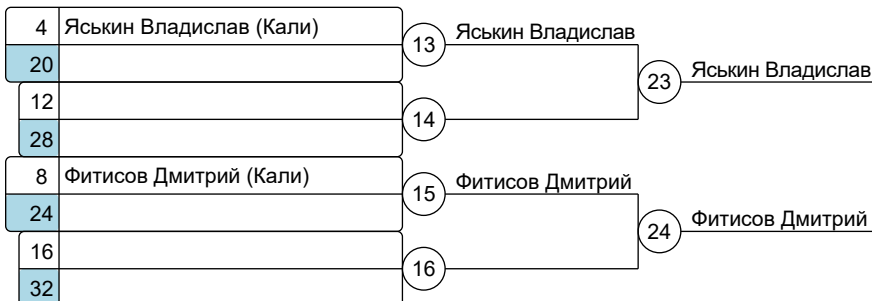 4 Яськин Владислав (Кали)
20
12
28
8 Фитисов Дмитрий (Кали)
24
16
32
13 Яськин Владислав
14
15 Фитисов Дмитрий
16
23 Яськин Владислав
24 Фитисов Дмитрий